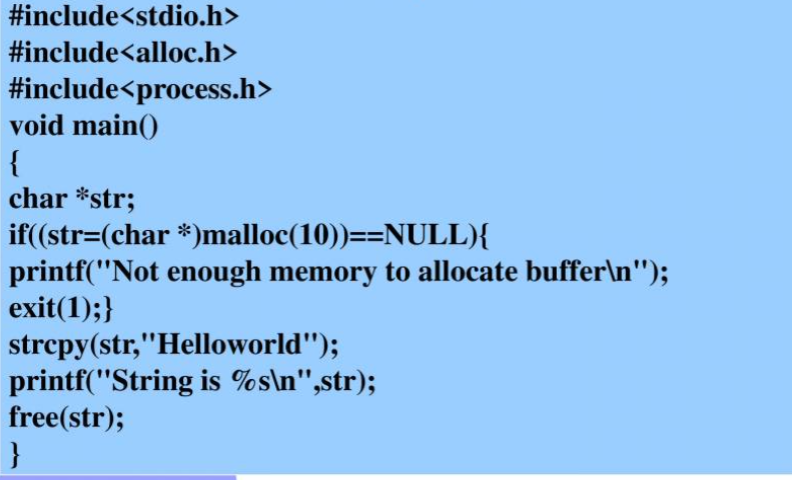 #include<stdio.h>
#include<alloc.h>
#include<process.h>
void main()
{
char *str;
if((str=(char *)malloc(10))==NULL){
printf("Not enough memory to allocate buffer\n");
exit(1);}
strcpy(str,"Helloworld");
printf("String is %s\n",str);
free(str);
}